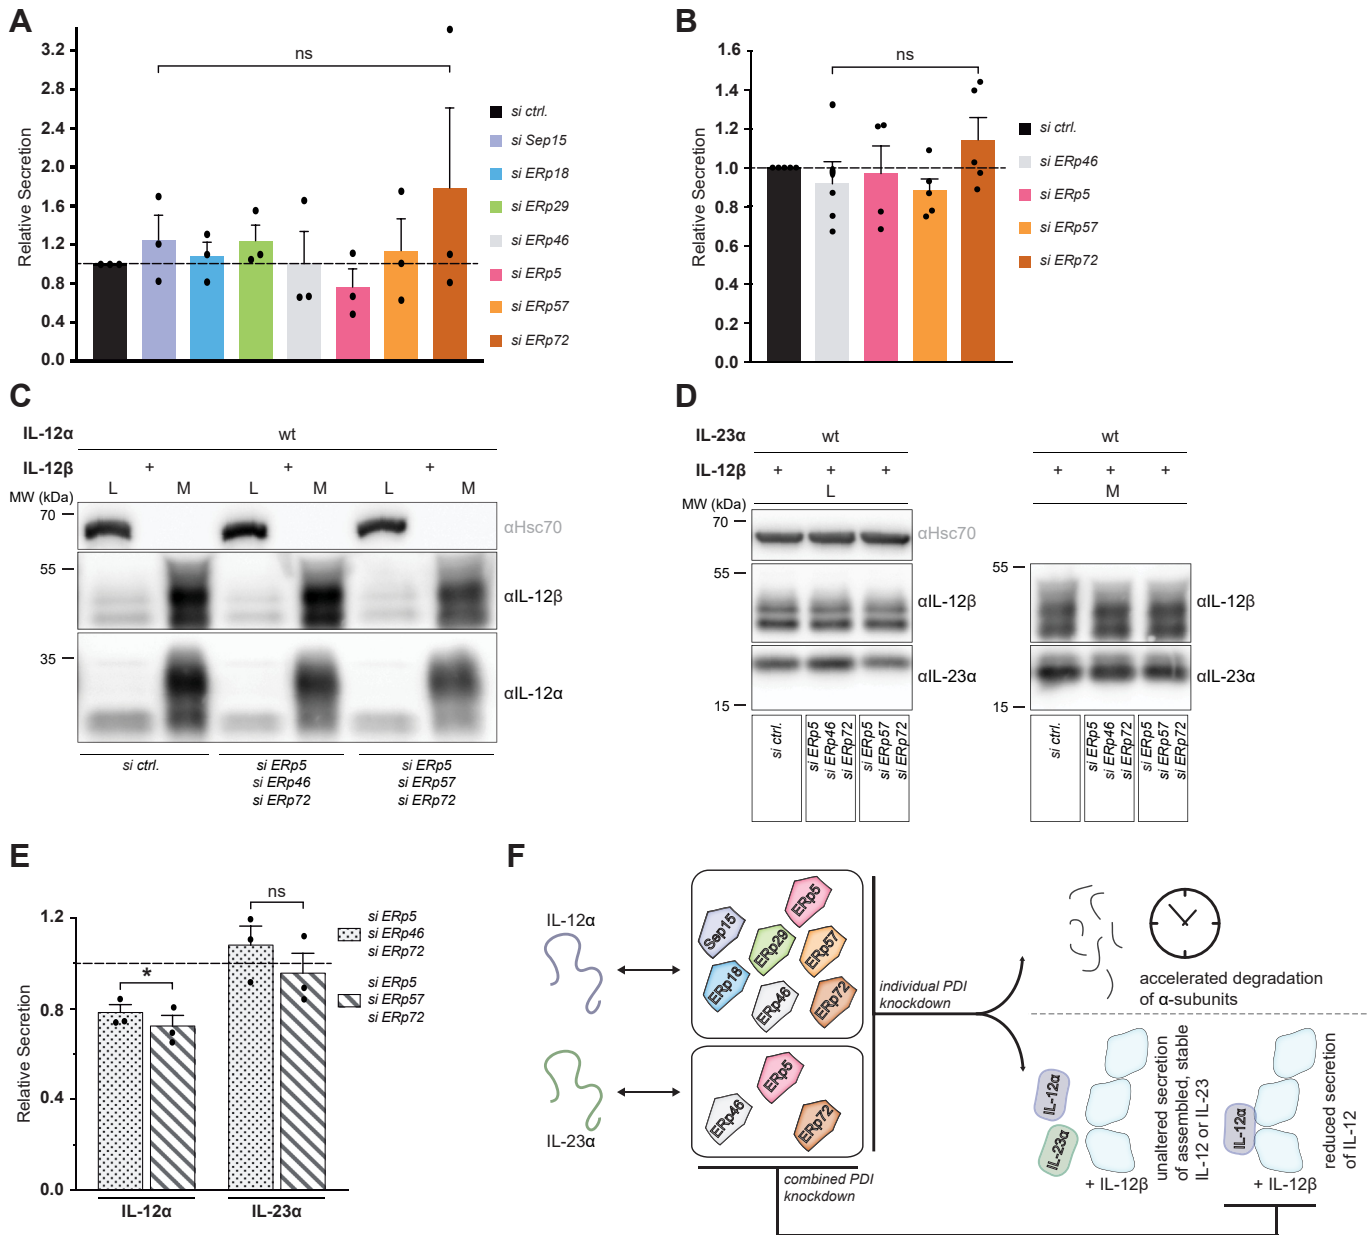 A
Relative Secretion
3.2
2.8
2.4
2.0
1.6
1.2
0.8
0.4
0.0
ns
si ctrl.
si Sep15
si ERp18
si ERp29
si ERp46
si ERp5
si ERp57
si ERp72
B
Relative Secretion
1.6
1.4
1.2
1.0
0.8
0.6
0.4
0.2
0.0
ns
si ctrl.
si ERp46
si ERp5
si ERp57
si ERp72
C
IL-12α wt
IL-12β + + +
MW (kDa) L M L M L M
70 αHsc70
55 αIL-12β
35 αIL-12α
si ctrl.
si ERp5
si ERp46
si ERp72
si ERp5
si ERp57
si ERp72
D
IL-23α wt wt
IL-12β + + + + + +
MW (kDa) L M
70 αHsc70
55 αIL-12β
αIL-23α
15
55 αIL-12β
αIL-23α
15
si ctrl.
si ERp5
si ERp46
si ERp72
si ERp5
si ERp57
si ERp72
si ctrl.
si ERp5
si ERp46
si ERp72
si ERp5
si ERp57
si ERp72
E
Relative Secretion
1.2
0.8
0.4
0.0
*
ns
IL-12α IL-23α
si ERp5
si ERp46
si ERp72
si ERp5
si ERp57
si ERp72
F
IL-12α
IL-23α
ERp5
Sep15
ERp29
ERp57
ERp18
ERp46
ERp72
ERp5
ERp46
ERp72
individual PDI
knockdown
combined PDI
knockdown
accelerated degradation
of α-subunits
IL-12α
IL-23α
+ IL-12β
unaltered secretion
of assembled, stable
IL-12 or IL-23
IL-12α
+ IL-12β
reduced secretion
of IL-12